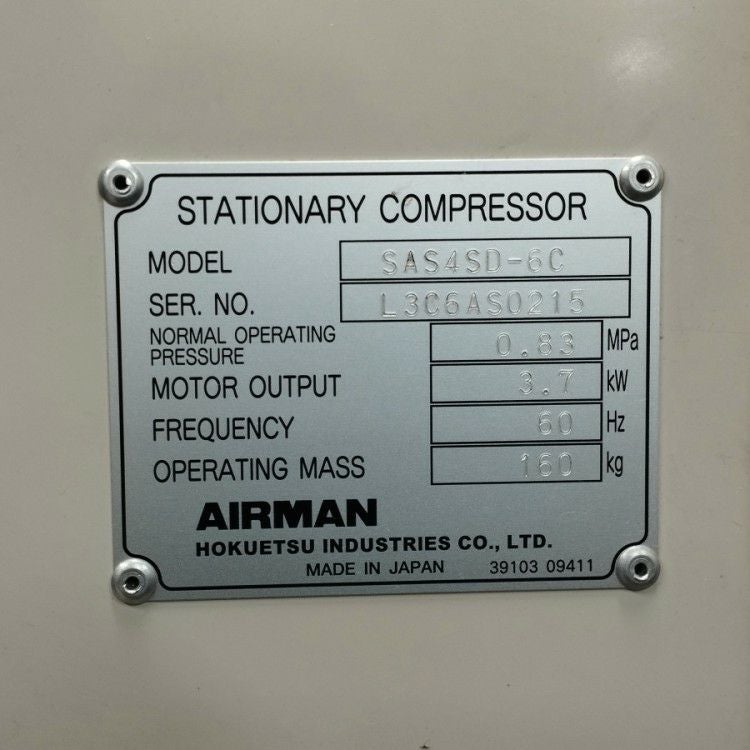 STATIONARY COMPRESSOR
MODEL SAS4SD-6C
SER. NO. L3C6AS0215
NORMAL OPERATING
PRESSURE 0.83 MPa
MOTOR OUTPUT 3.7 kW
FREQUENCY 60 Hz
OPERATING MASS 160 kg
AIRMAN
HOKUETSU INDUSTRIES CO., LTD.
MADE IN JAPAN 39103 09411